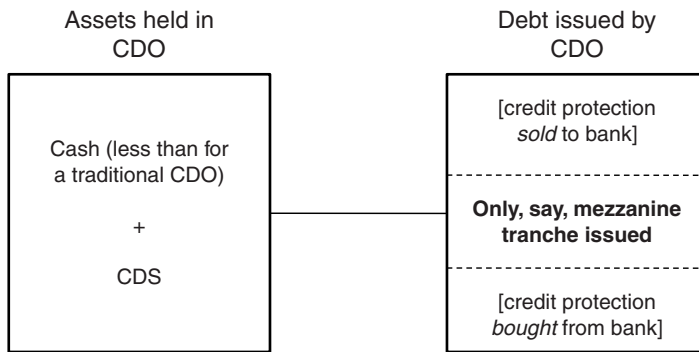 Assets held in
CDO
Debt issued by
CDO
Cash (less than for
a traditional CDO)
+
CDS
[credit protection
sold to bank]
Only, say, mezzanine
tranche issued
[credit protection
bought from bank]